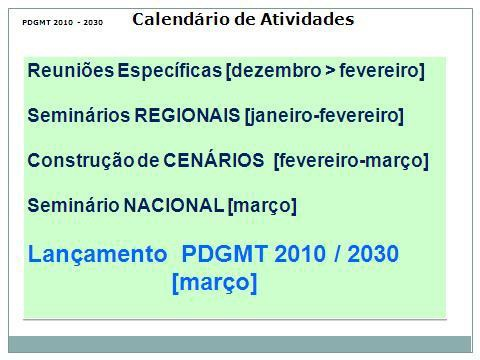 PDGMT 2010 - 2030 Calendário de Atividades
Reuniões Específicas [dezembro > fevereiro]
Seminários REGIONAIS [janeiro-fevereiro]
Construção de CENÁRIOS [fevereiro-março]
Seminário NACIONAL [março]
Lançamento PDGMT 2010 / 2030
[março]